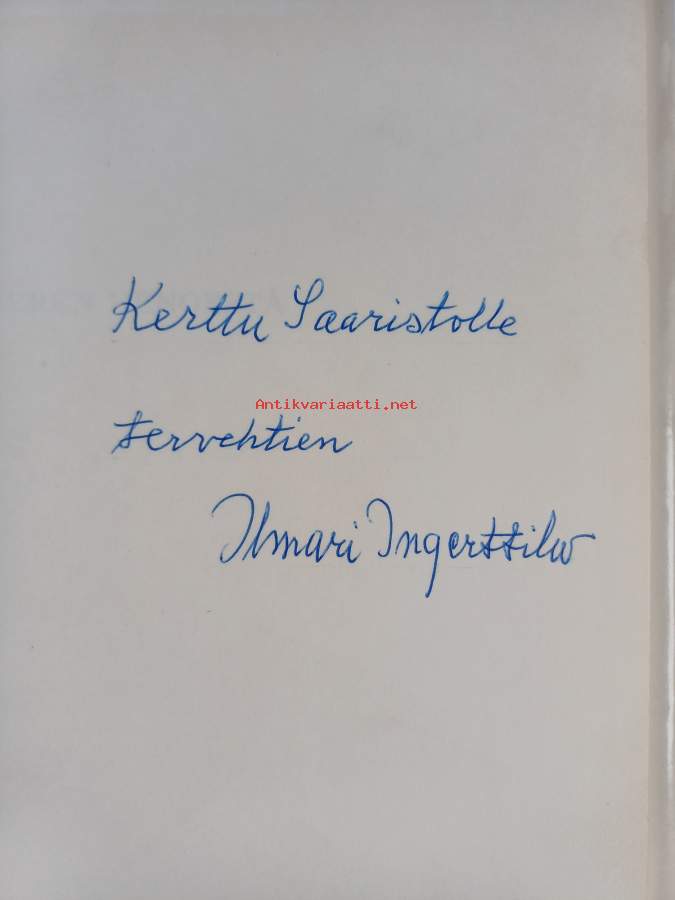 Kerttu Saaristolle
Antikvariaatti.net
tervehtien
Ilmari Ingerttila